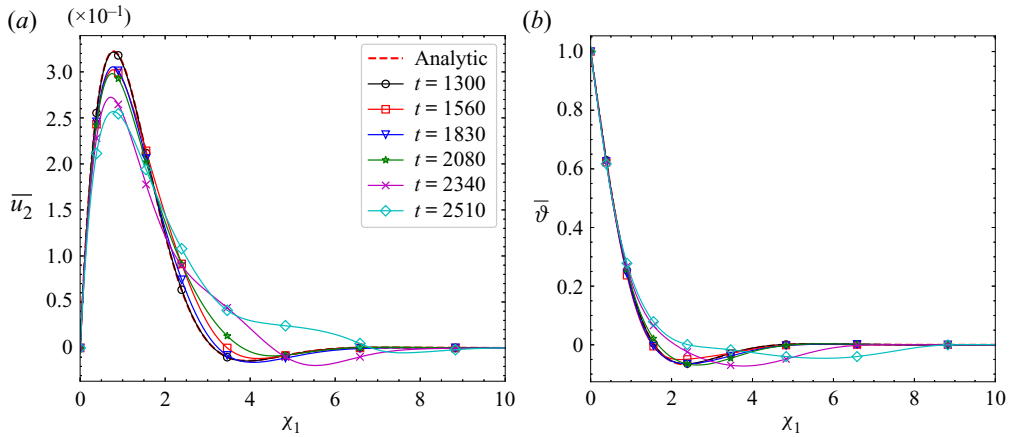 (a) (×10⁻¹)
3.0
2.5
2.0
1.5
1.0
0.5
0
u₂
Analytic
t = 1300
t = 1560
t = 1830
t = 2080
t = 2340
t = 2510
0 2 4 6 8 10
χ₁
(b)
1.0
0.8
0.6
0.4
0.2
0
ϑ
0 2 4 6 8 10
χ₁